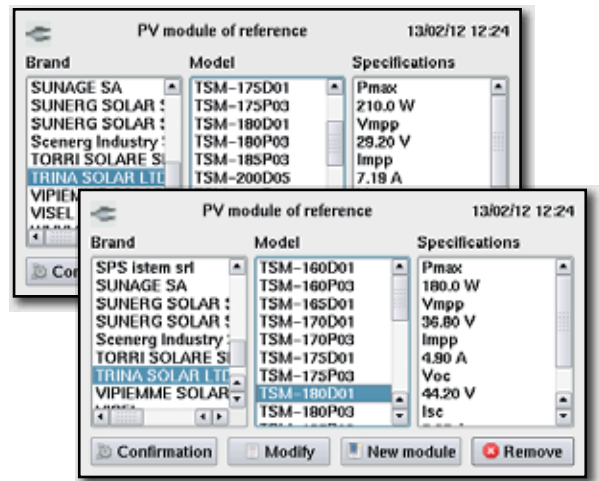 PV module of reference 13/02/12 12:24
Brand Model Specifications
SUNAGE SA TSM-175D01 Pmax
SUNERG SOLAR S TSM-175P03 210.0 W
SUNERG SOLAR S TSM-180D01 Vmpp
Scenerg Industry TSM-180P03 29.20 V
TORRI SOLARE S TSM-185P03 Impp
TRINA SOLAR LTD TSM-200D05 7.19 A
VISEL
PV module of reference 13/02/12 12:24
Brand Model Specifications
SPS istem srl TSM-160D01 Pmax
SUNAGE SA TSM-160P03 180.0 W
SUNERG SOLAR S TSM-165D01 Vmpp
SUNERG SOLAR S TSM-170D01 36.80 V
Scenerg Industry TSM-170P03 Impp
TORRI SOLARE S TSM-175D01 4.90 A
TRINA SOLAR LTD TSM-175P03 Voc
VIPIEMME SOLAR TSM-180D01 44.20 V
TSM-180P03 Isc
Confirmation Modify New module Remove